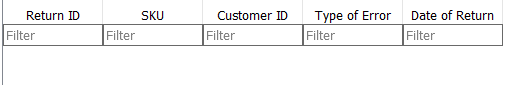 Return ID SKU Customer ID Type of Error Date of Return
Filter Filter Filter Filter Filter